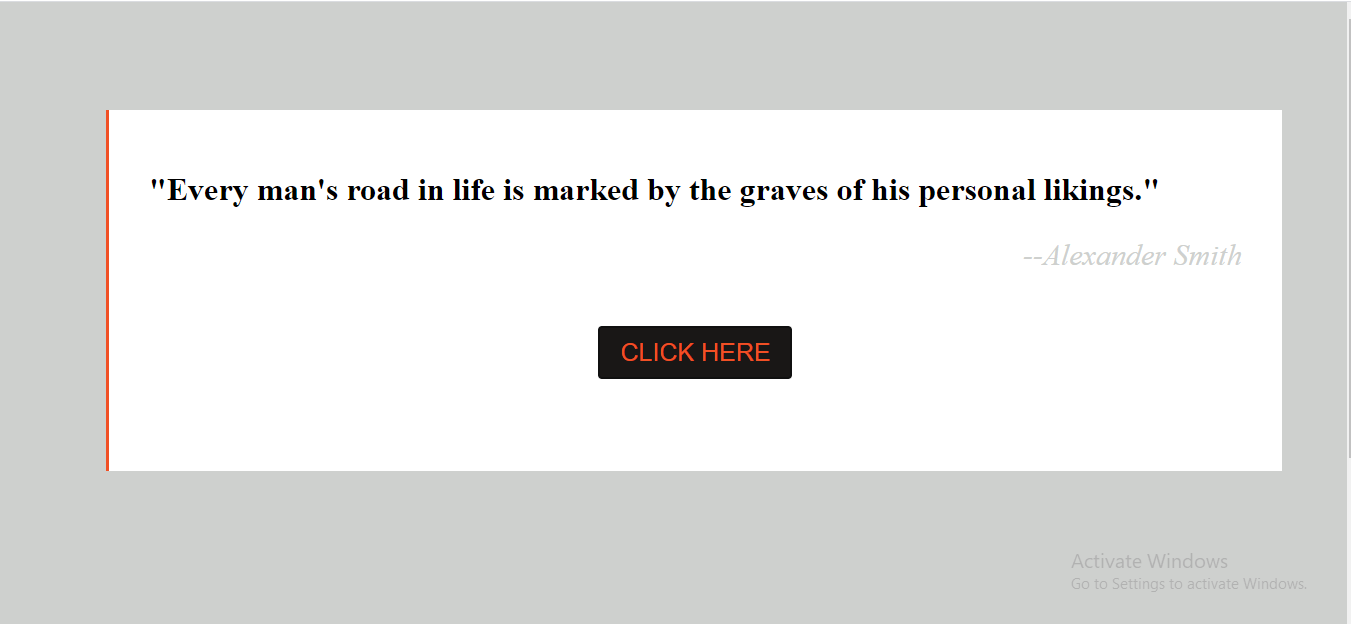 "Every man's road in life is marked by the graves of his personal likings."
--Alexander Smith
CLICK HERE
Activate Windows
Go to Settings to activate Windows.